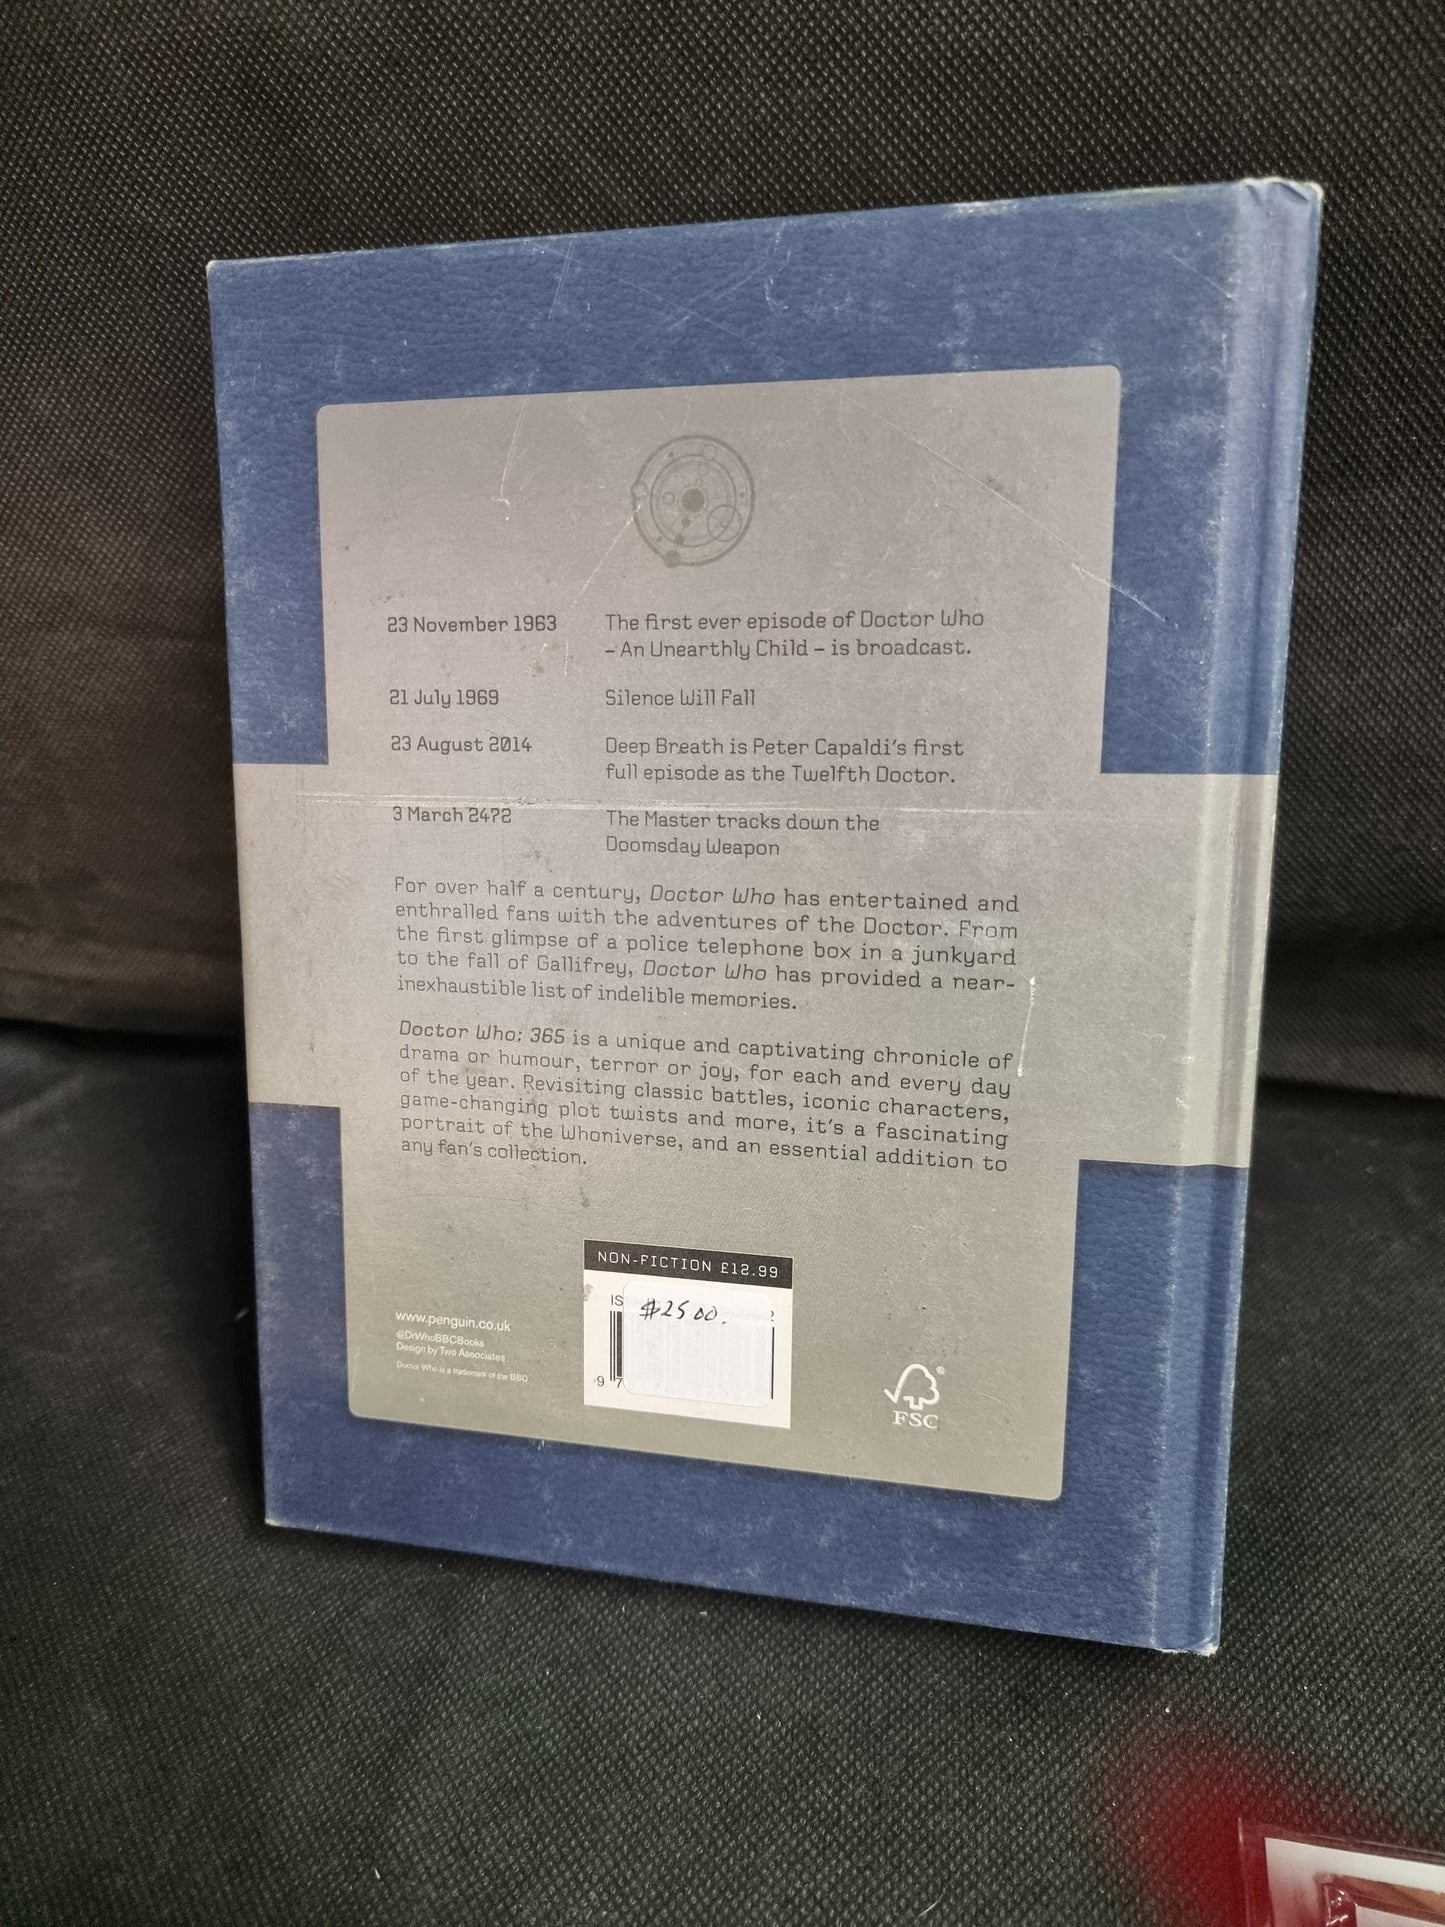 23 November 1963
The first ever episode of Doctor Who
– An Unearthly Child – is broadcast.
21 July 1969
Silence Will Fall
23 August 2014
Deep Breath is Peter Capaldi's first
full episode as the Twelfth Doctor.
3 March 2472
The Master tracks down the
Doomsday Weapon
For over half a century, Doctor Who has entertained and
enthralled fans with the adventures of the Doctor. From
the first glimpse of a police telephone box in a junkyard
to the fall of Gallifrey, Doctor Who has provided a near-
inexhaustible list of indelible memories.
Doctor Who: 365 is a unique and captivating chronicle of
drama or humour, terror or joy, for each and every day
of the year. Revisiting classic battles, iconic characters,
game-changing plot twists and more, it's a fascinating
portrait of the Whoniverse, and an essential addition to
any fan's collection.
NON-FICTION £12.99
IS
2
$25.00.
9 7
www.penguin.co.uk
@DrWhoBBCBooks
Design by Two Associates
Doctor Who is a trademark of the BBC
®
FSC